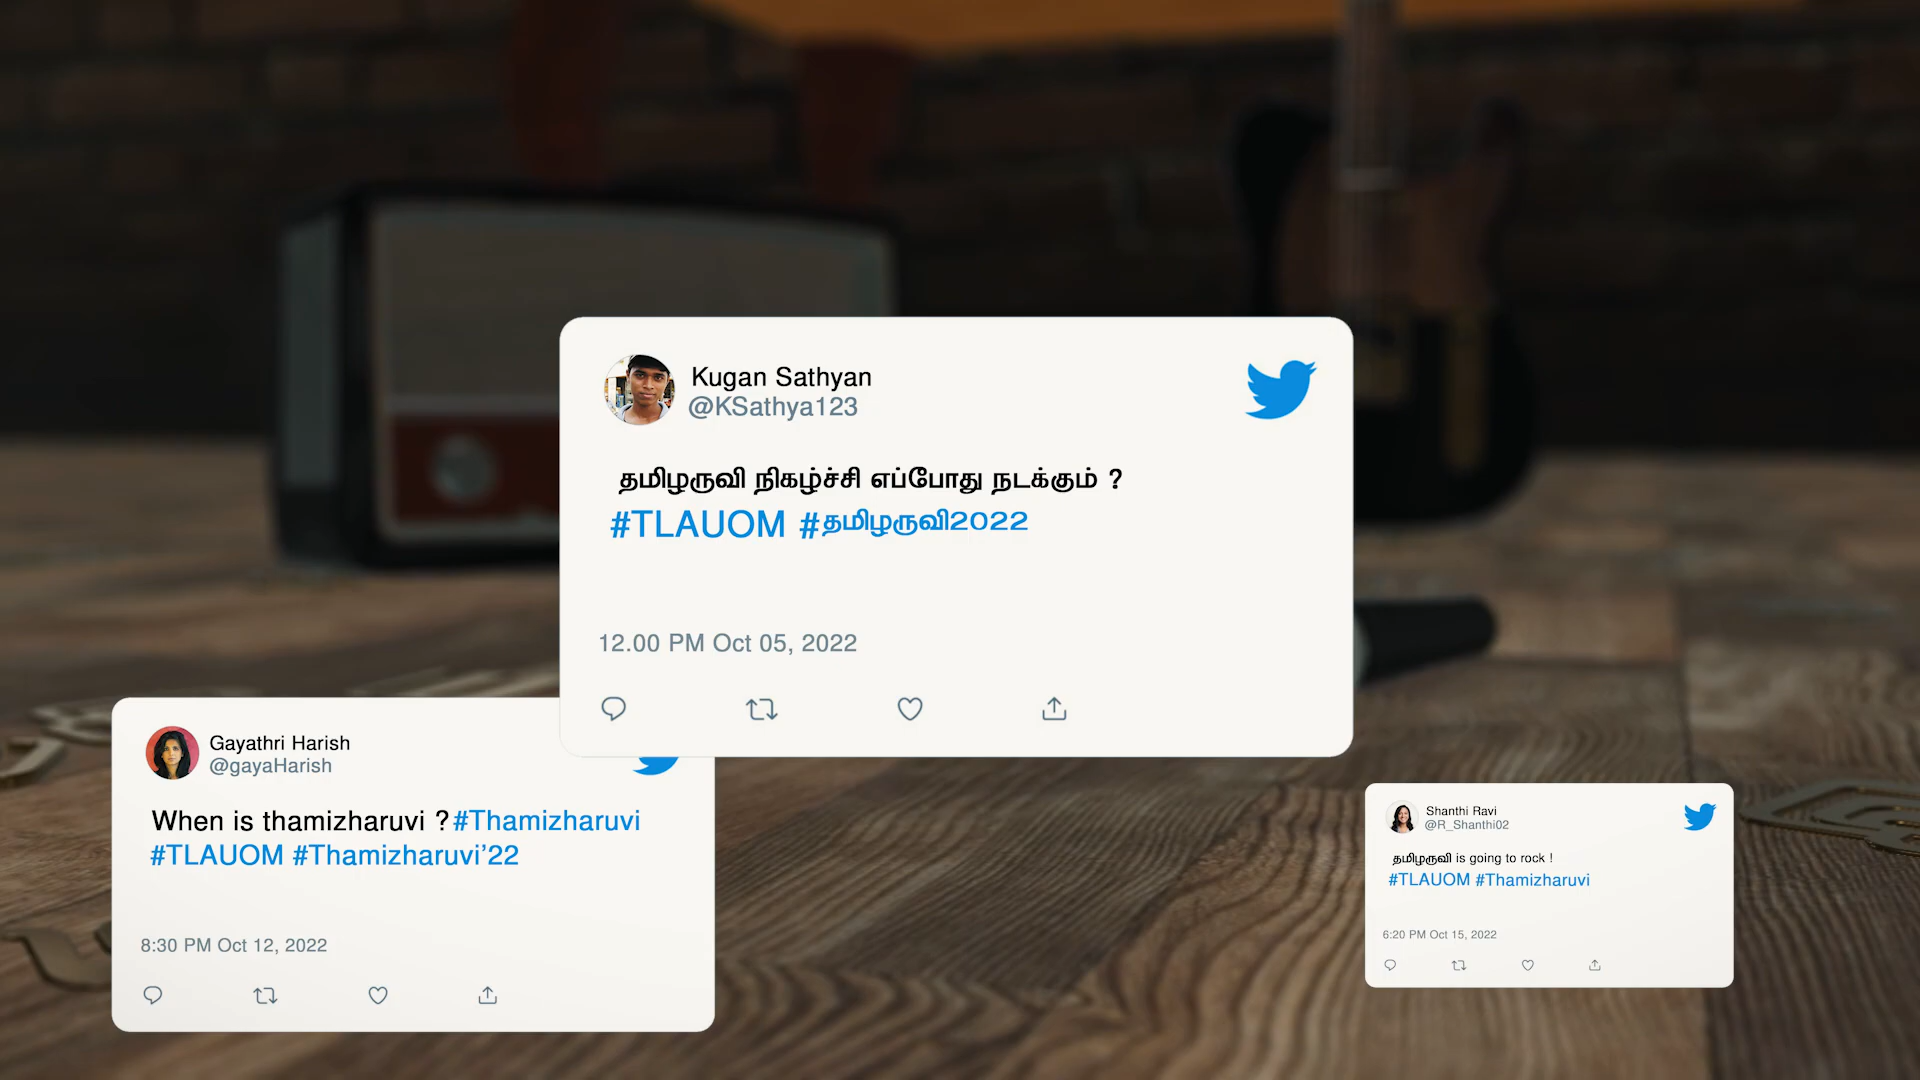 Kugan Sathyan
@KSathya123
தமிழருவி நிகழ்ச்சி எப்போது நடக்கும் ?
#TLAUOM #தமிழருவி2022
12.00 PM Oct 05, 2022
Gayathri Harish
@gayaHarish
When is thamizharuvi ? #Thamizharuvi
#TLAUOM #Thamizharuvi’22
8:30 PM Oct 12, 2022
Shanthi Ravi
@R_Shanthi02
தமிழருவி is going to rock !
#TLAUOM #Thamizharuvi
6:20 PM Oct 15, 2022